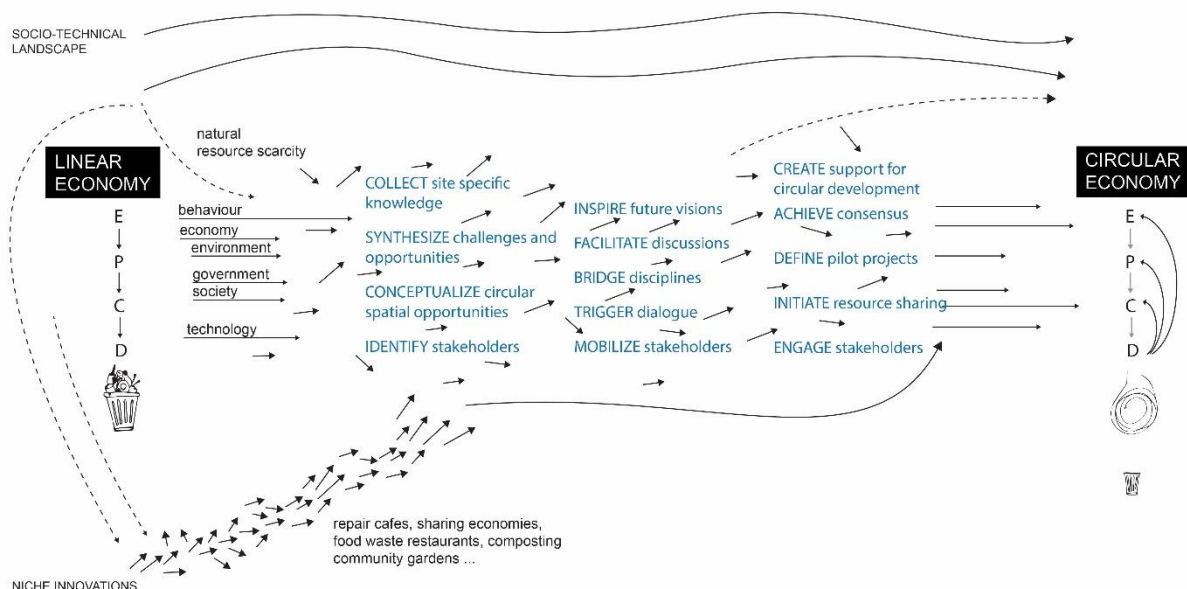 SOCIO-TECHNICAL
LANDSCAPE
natural
resource scarcity
LINEAR
ECONOMY
E
P
C
D
behaviour
economy
environment
government
society
technology
COLLECT site specific
knowledge
SYNTHESIZE challenges and
opportunities
CONCEPTUALIZE circular
spatial opportunities
IDENTIFY stakeholders
INSPIRE future visions
FACILITATE discussions
BRIDGE disciplines
TRIGGER dialogue
MOBILIZE stakeholders
CREATE support for
circular development
ACHIEVE consensus
DEFINE pilot projects
INITIATE resource sharing
ENGAGE stakeholders
CIRCULAR
ECONOMY
E
P
C
D
repair cafes, sharing economies,
food waste restaurants, composting
community gardens ...
NICHE INNOVATIONS